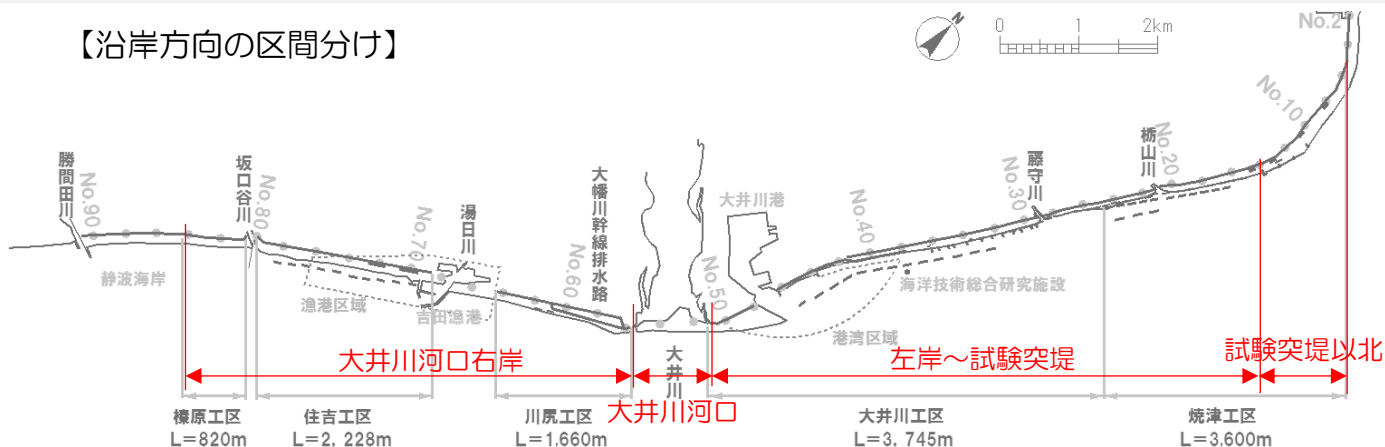 【沿岸方向の区間分け】
N
0 1 2km
No.2
No.10
勝間田川
No.90
坂口谷川
No.80
No.70
湯日川
大幡川幹線排水路
No.60
No.50
大井川港
No.40
No.30
藤守川
栃山川
No.20
静波海岸
漁港区域
吉田漁港
海洋技術総合研究施設
港湾区域
大井川河口右岸
大井川
大井川河口
左岸～試験突堤
試験突堤以北
榛原工区
L=820m
住吉工区
L=2,228m
川尻工区
L=1,660m
大井川工区
L=3,745m
焼津工区
L=3,600m